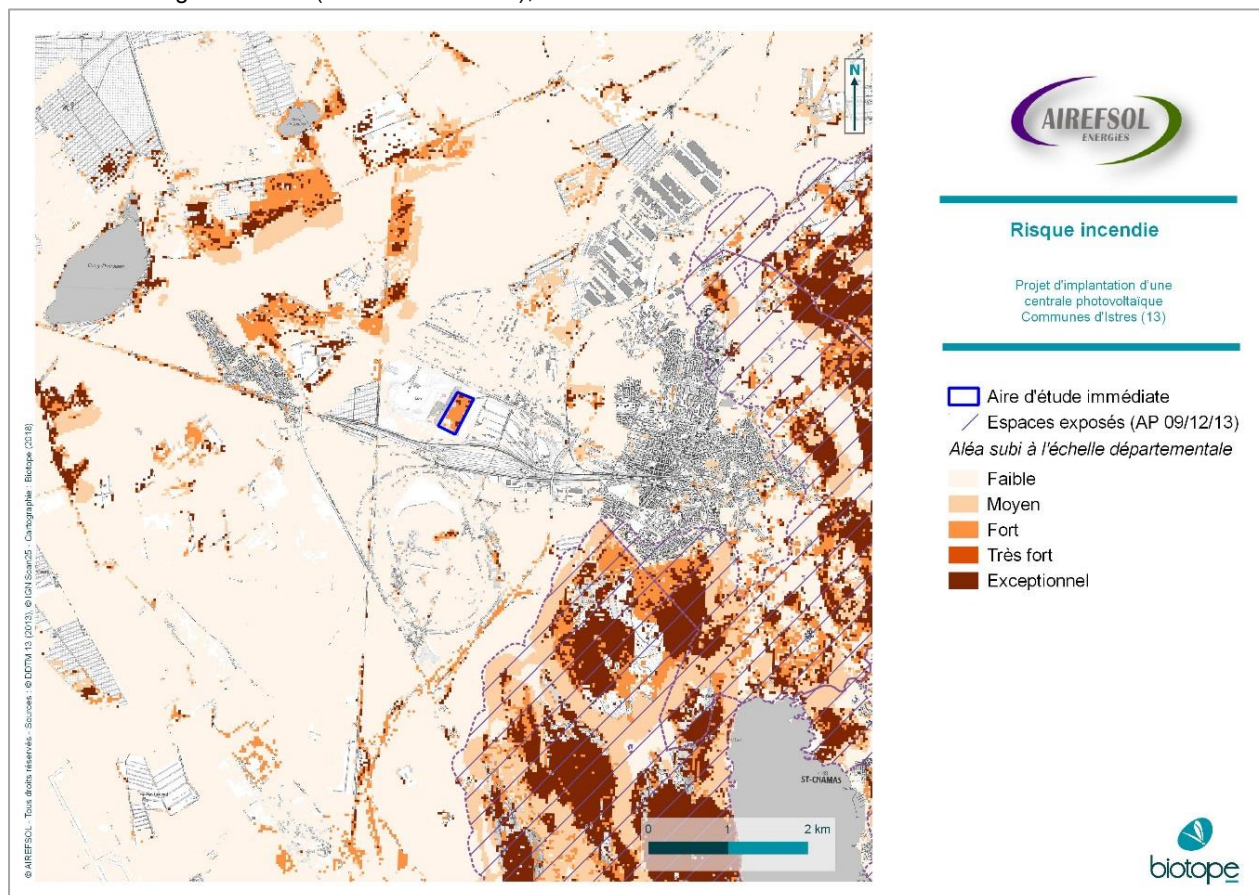 N
AIREFSOL
ENERGIES
Risque incendie
Projet d'implantation d'une
centrale photovoltaïque
Communes d'Istres (13)
Aire d'étude immédiate
Espaces exposés (AP 09/12/13)
Aléa subi à l'échelle départementale
Faible
Moyen
Fort
Très fort
Exceptionnel
ST-CHAMAS
0 1 2 km
© AIREFSOL - Tous droits réservés - Sources : © DDTM 13 (2013), © IGN Scan25 - Cartographie : Biotope (2018)
biotope